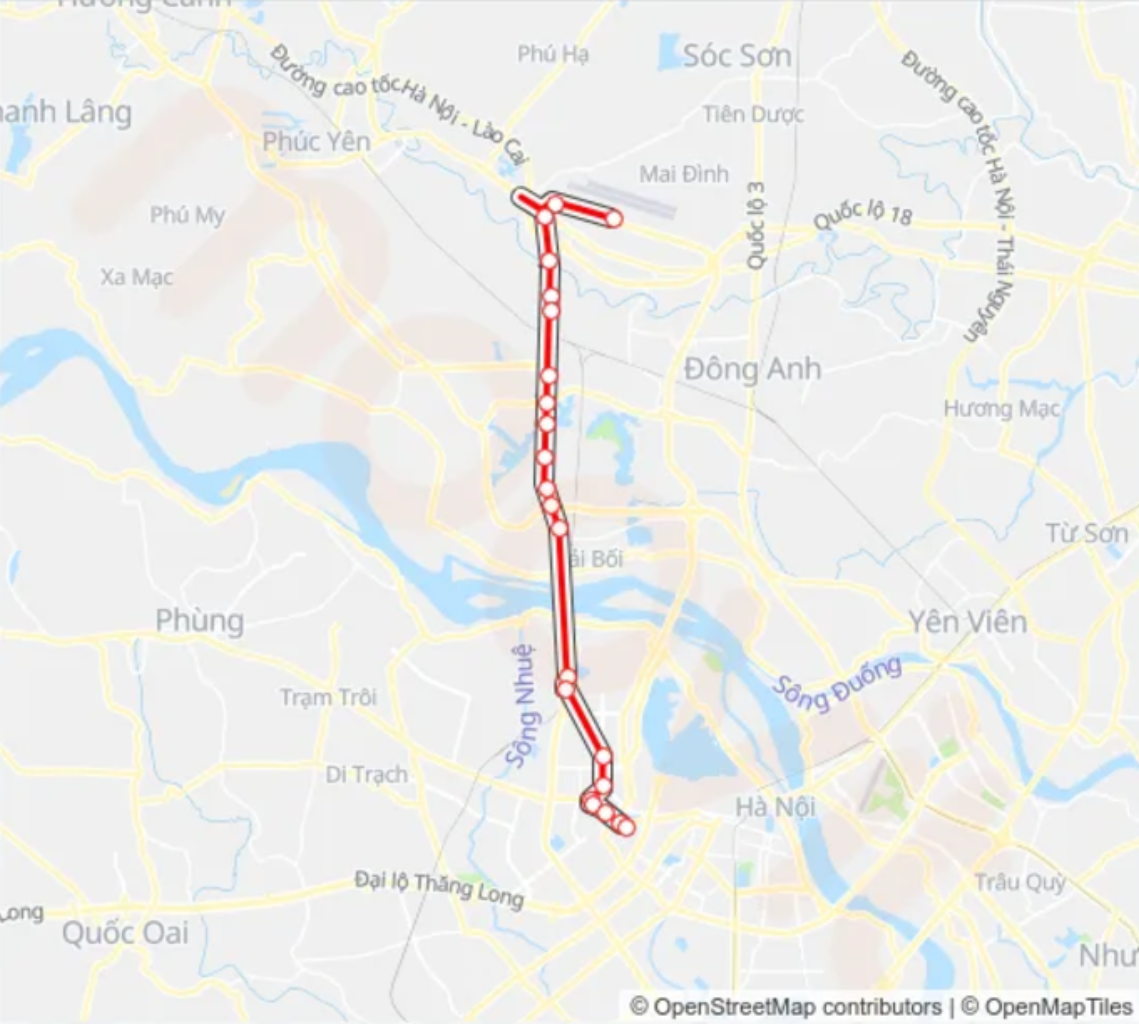 Hương Canh
Phú Hạ
Sóc Sơn
Đường cao tốc Hà Nội - Lào Cai
Đường cao tốc Hà Nội - Thái Nguyên
anh Lãng
Tiên Dược
Phúc Yên
Mai Đình
Phú My
Quốc lộ 3
Quốc lộ 18
Xa Mạc
Đông Anh
Hương Mạc
Từ Sơn
ải Bối
Phùng
Yên Viên
Sông Nhuệ
Sông Đuống
Trạm Trôi
Di Trạch
Hà Nội
Đại lộ Thăng Long
Trâu Quỳ
Long
Quốc Oai
Như
© OpenStreetMap contributors | © OpenMapTiles